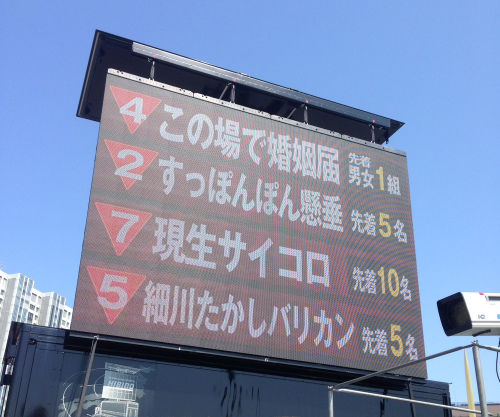 4 この場で婚姻届 先着男女1組
2 すっぽんぽん懸垂 先着5名
7 現生サイコロ 先着10名
5 細川たかしバリカン 先着5名